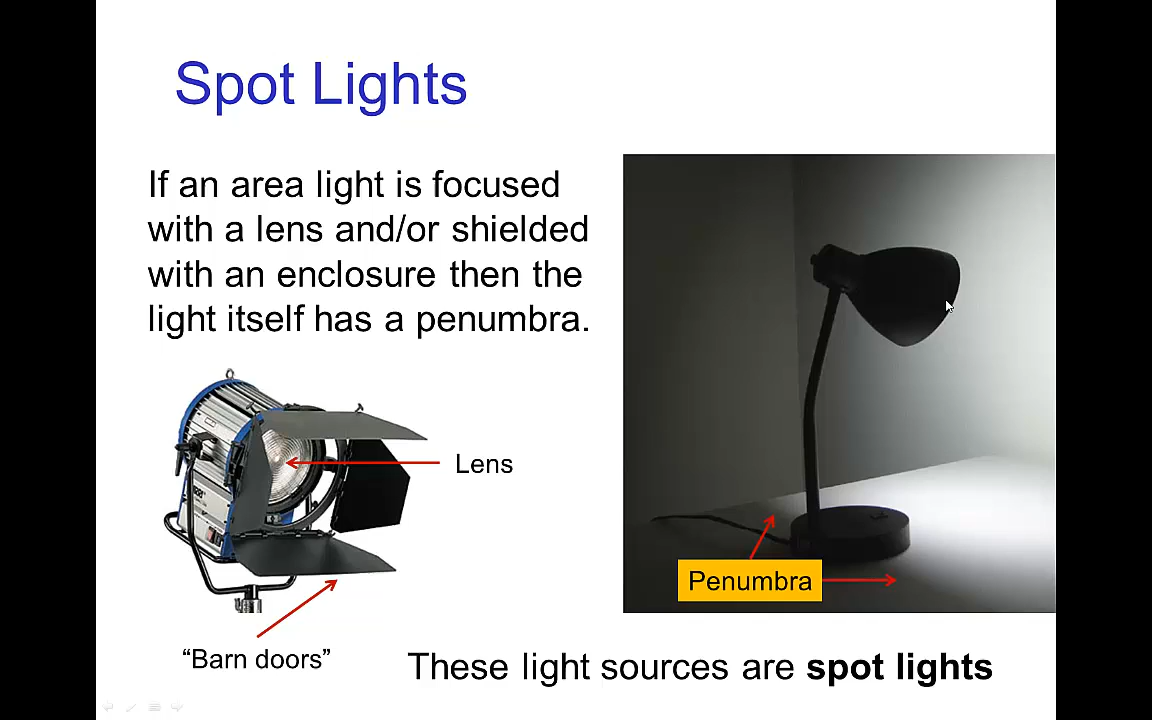 Spot Lights
If an area light is focused
with a lens and/or shielded
with an enclosure then the
light itself has a penumbra.
Lens
Penumbra
“Barn doors”
These light sources are spot lights